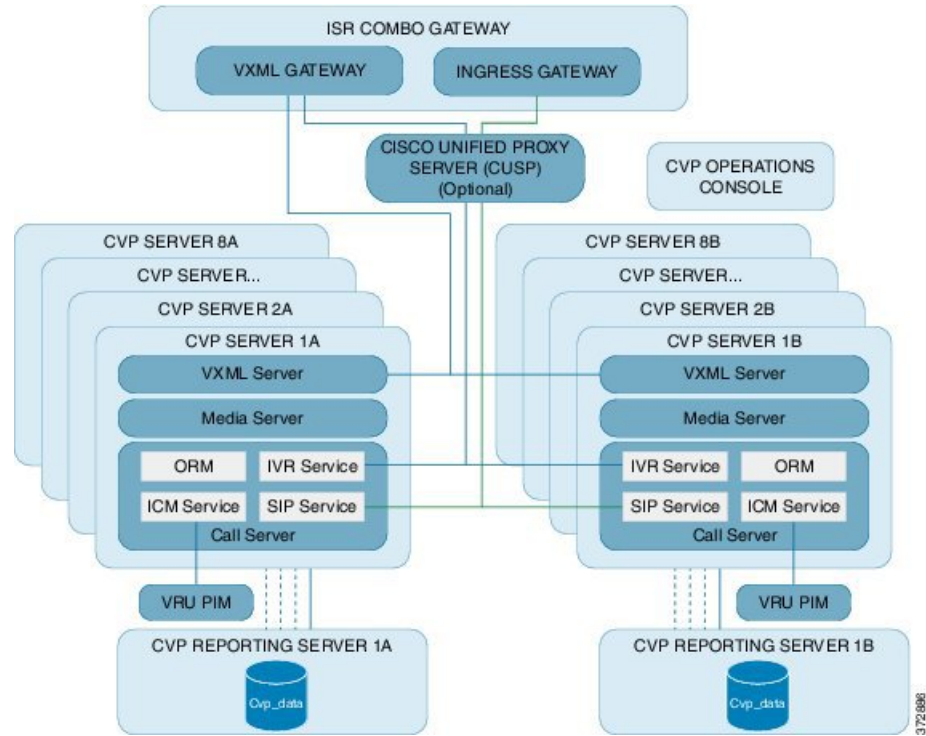 ISR COMBO GATEWAY
VXML GATEWAY
INGRESS GATEWAY
CISCO UNIFIED PROXY
SERVER (CUSP)
(Optional)
CVP OPERATIONS
CONSOLE
CVP SERVER 8A
CVP SERVER...
CVP SERVER 2A
CVP SERVER 1A
VXML Server
Media Server
ORM
IVR Service
ICM Service
SIP Service
Call Server
VRU PIM
CVP REPORTING SERVER 1A
Cvp_data
CVP SERVER 8B
CVP SERVER...
CVP SERVER 2B
CVP SERVER 1B
VXML Server
Media Server
IVR Service
ORM
SIP Service
ICM Service
Call Server
VRU PIM
CVP REPORTING SERVER 1B
Cvp_data
372886